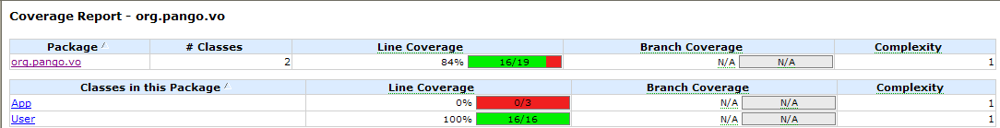 Coverage Report - org.pango.vo
Package # Classes Line Coverage Branch Coverage Complexity
org.pango.vo 2 84% 16/19 N/A N/A 1
Classes in this Package Line Coverage Branch Coverage Complexity
App 0% 0/3 N/A N/A 1
User 100% 16/16 N/A N/A 1